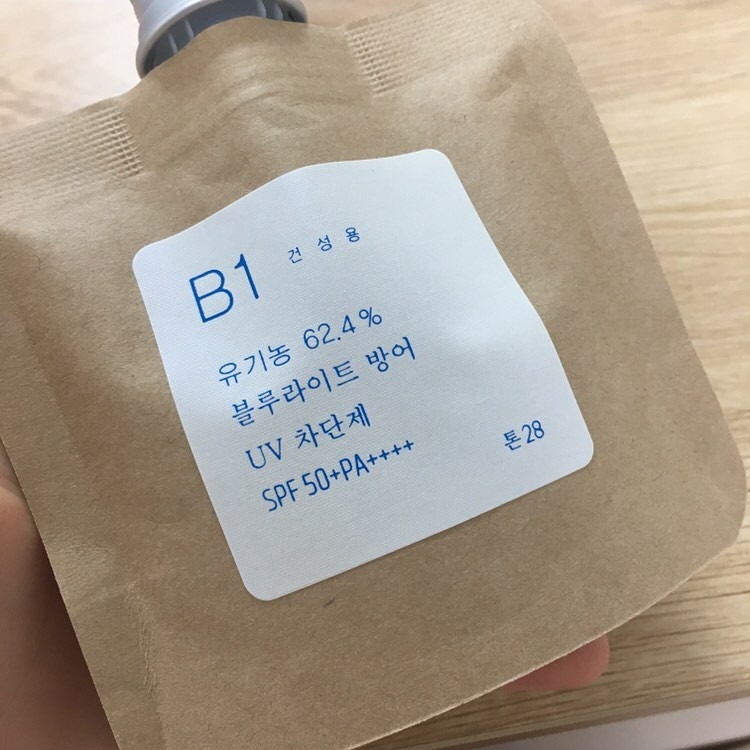 B1 건성용
유기농 62.4%
블루라이트 방어
UV 차단제
SPF 50+PA++++
톤28